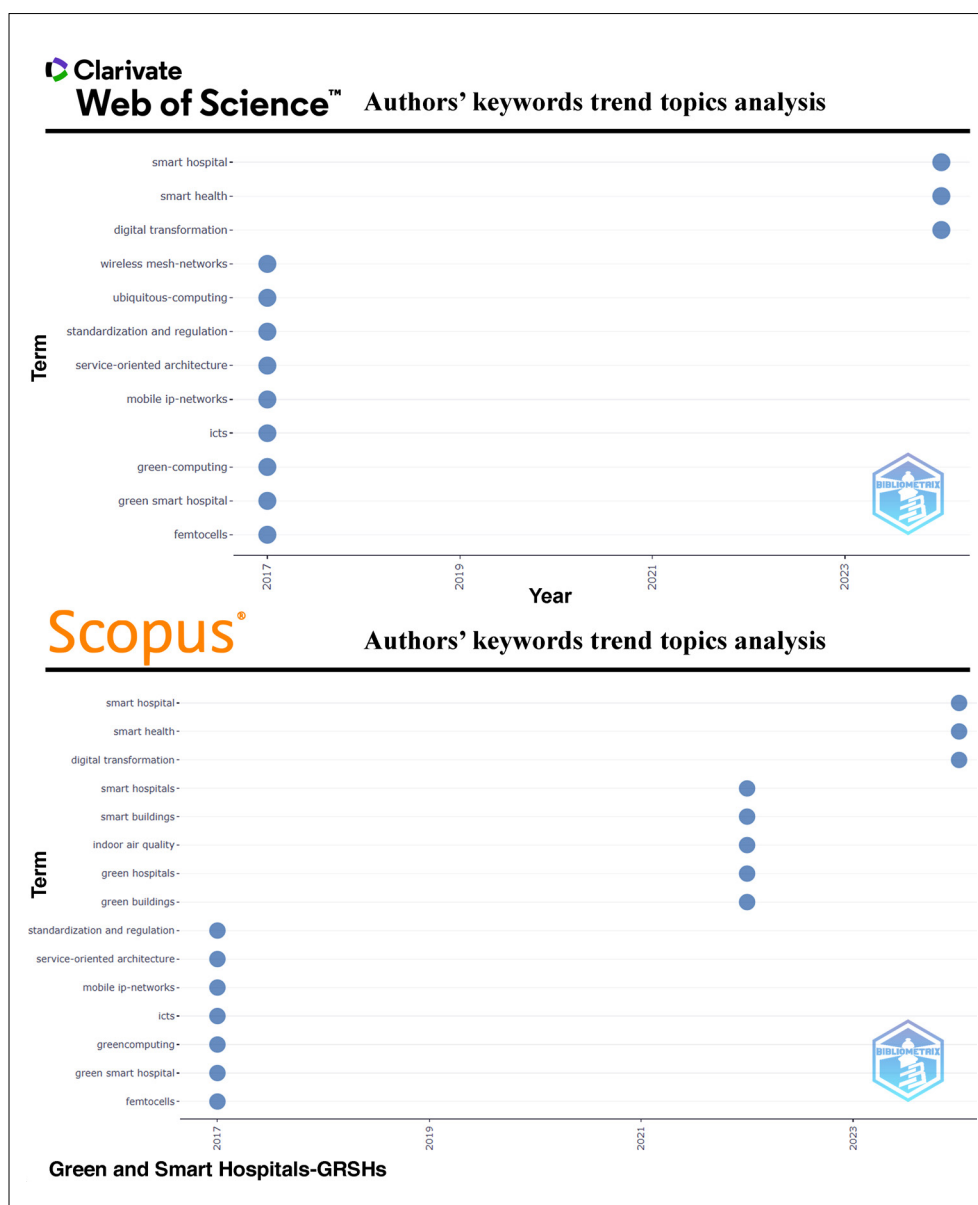 Clarivate
Web of Science™ Authors’ keywords trend topics analysis
smart hospital
smart health
digital transformation
wireless mesh-networks
ubiquitous-computing
standardization and regulation
service-oriented architecture
mobile ip-networks
icts
green-computing
green smart hospital
femtocells
Term
BIBLIOMETRIX
2017 2019 2021 2023
Year
Scopus® Authors’ keywords trend topics analysis
smart hospital
smart health
digital transformation
smart hospitals
smart buildings
indoor air quality
green hospitals
green buildings
standardization and regulation
service-oriented architecture
mobile ip-networks
icts
greencomputing
green smart hospital
femtocells
Term
BIBLIOMETRIX
2017 2019 2021 2023
Green and Smart Hospitals-GRSHs